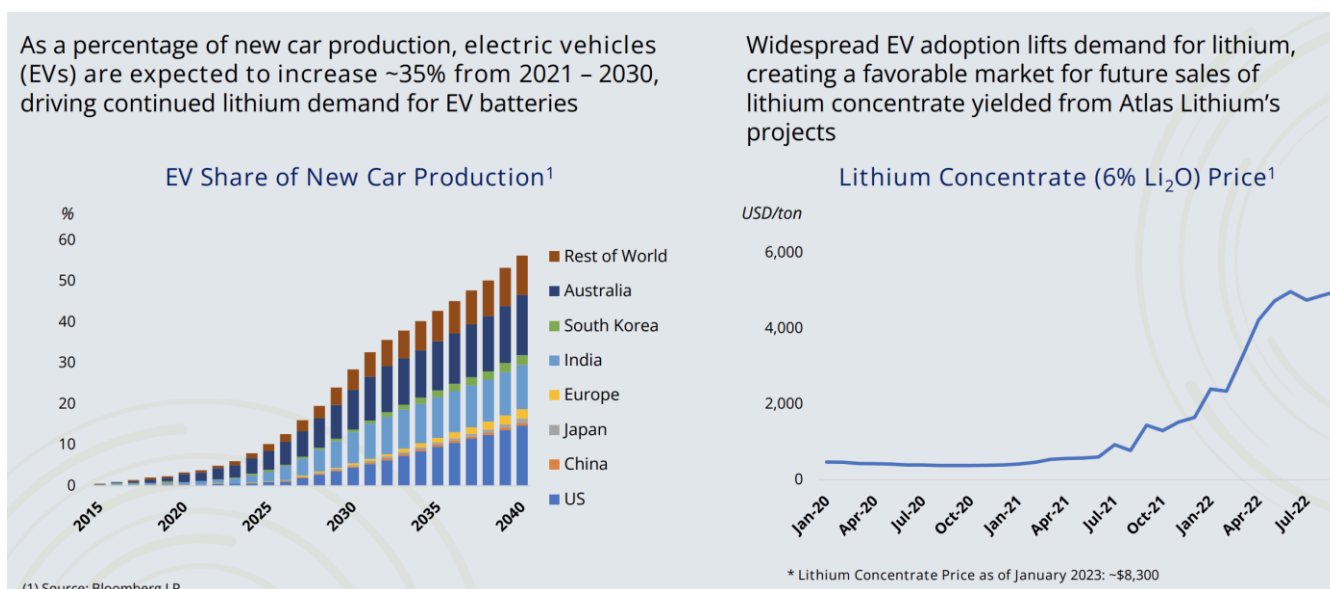 As a percentage of new car production, electric vehicles
(EVs) are expected to increase ~35% from 2021 – 2030,
driving continued lithium demand for EV batteries
EV Share of New Car Production¹
%
60
50
40
30
20
10
0
2015
2020
2025
2030
2035
2040
Rest of World
Australia
South Korea
India
Europe
Japan
China
US
(1) Source: Bloomberg LP
Widespread EV adoption lifts demand for lithium,
creating a favorable market for future sales of
lithium concentrate yielded from Atlas Lithium’s
projects
Lithium Concentrate (6% Li₂O) Price¹
USD/ton
6,000
4,000
2,000
0
Jan-20
Apr-20
Jul-20
Oct-20
Jan-21
Apr-21
Jul-21
Oct-21
Jan-22
Apr-22
Jul-22
* Lithium Concentrate Price as of January 2023: ~$8,300